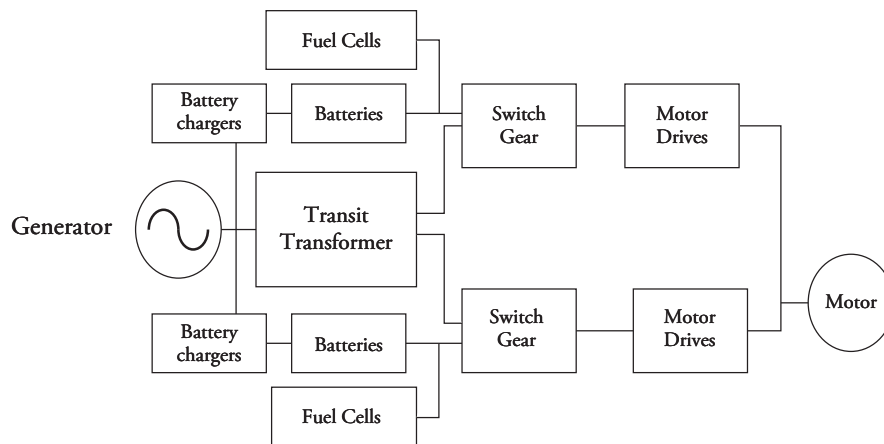 Fuel Cells
Battery
chargers
Batteries
Switch
Gear
Motor
Drives
Generator
Transit
Transformer
Motor
Battery
chargers
Batteries
Switch
Gear
Motor
Drives
Fuel Cells